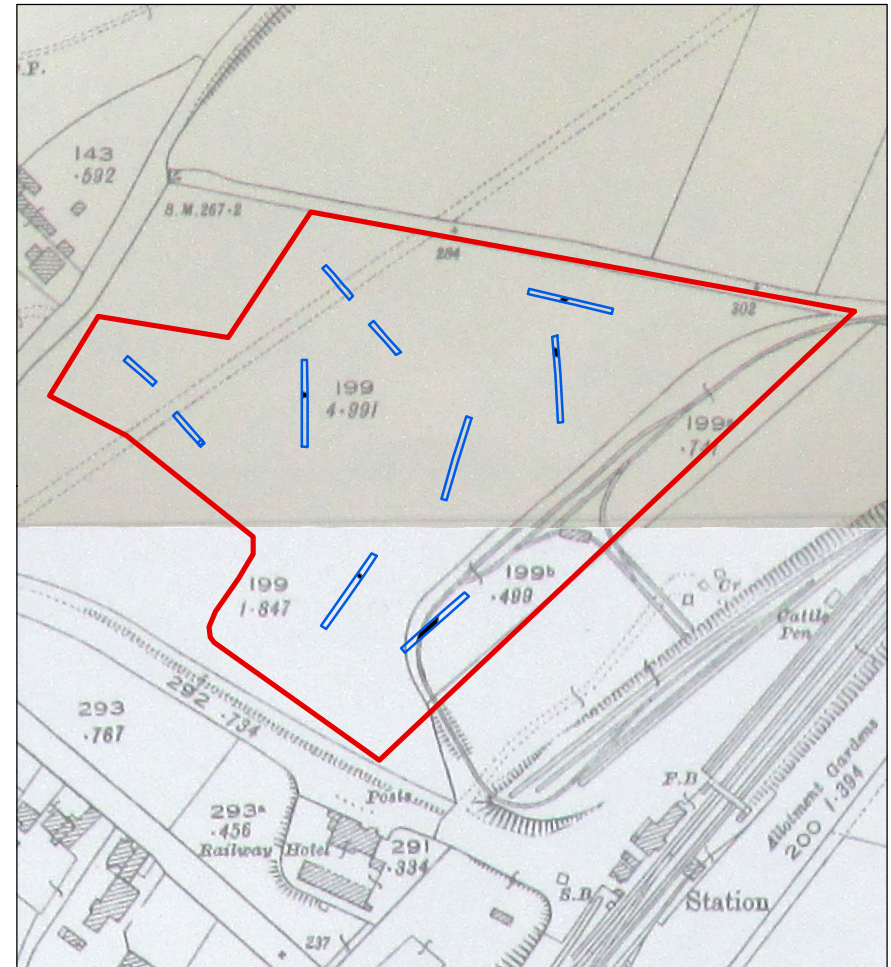 .P.
143
·592
B.M.267·2
284
302
199
4·991
199ᵃ
199
1·847
199ᵇ
·499
Cr
Cattle
Pen
292 ·734
293
·767
Posts
F.B
Allotment Gardens
200 1·394
293ᵃ
·456
Railway Hotel
291
·334
S.B
Station
237